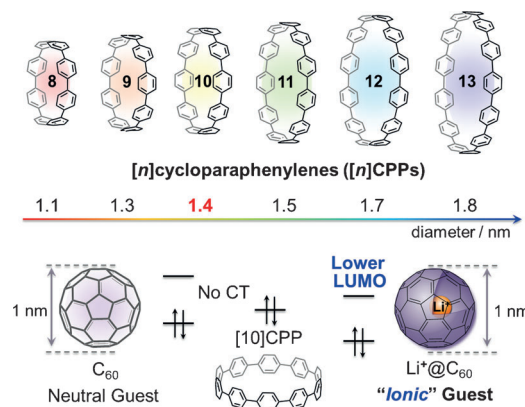 8 9 10 11 12 13
[n]cycloparaphenylenes ([n]CPPs)
1.1 1.3 1.4 1.5 1.7 1.8
diameter / nm
1 nm
No CT
[10]CPP
Lower
LUMO
Li
1 nm
C₆₀
Neutral Guest
Li⁺@C₆₀
"Ionic" Guest